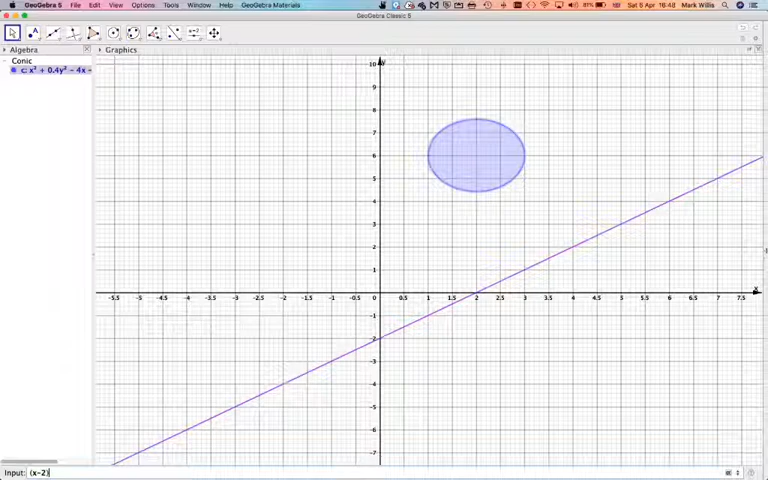 GeoGebra 5 File Edit View Options Tools Window Help GeoGebra Materials 81% Sat 5 Apr 16:48 Mark Willis
GeoGebra Classic 5
Algebra
Graphics
Conic
c: x² + 0.4y² − 4x −
y
10
9
8
7
6
5
4
3
2
1
-5.5 -5 -4.5 -4 -3.5 -3 -2.5 -2 -1.5 -1 -0.5 0 0.5 1 1.5 2 2.5 3 3.5 4 4.5 5 5.5 6 6.5 7 7.5 x
-1
-2
-3
-4
-5
-6
-7
Input: (x-2)